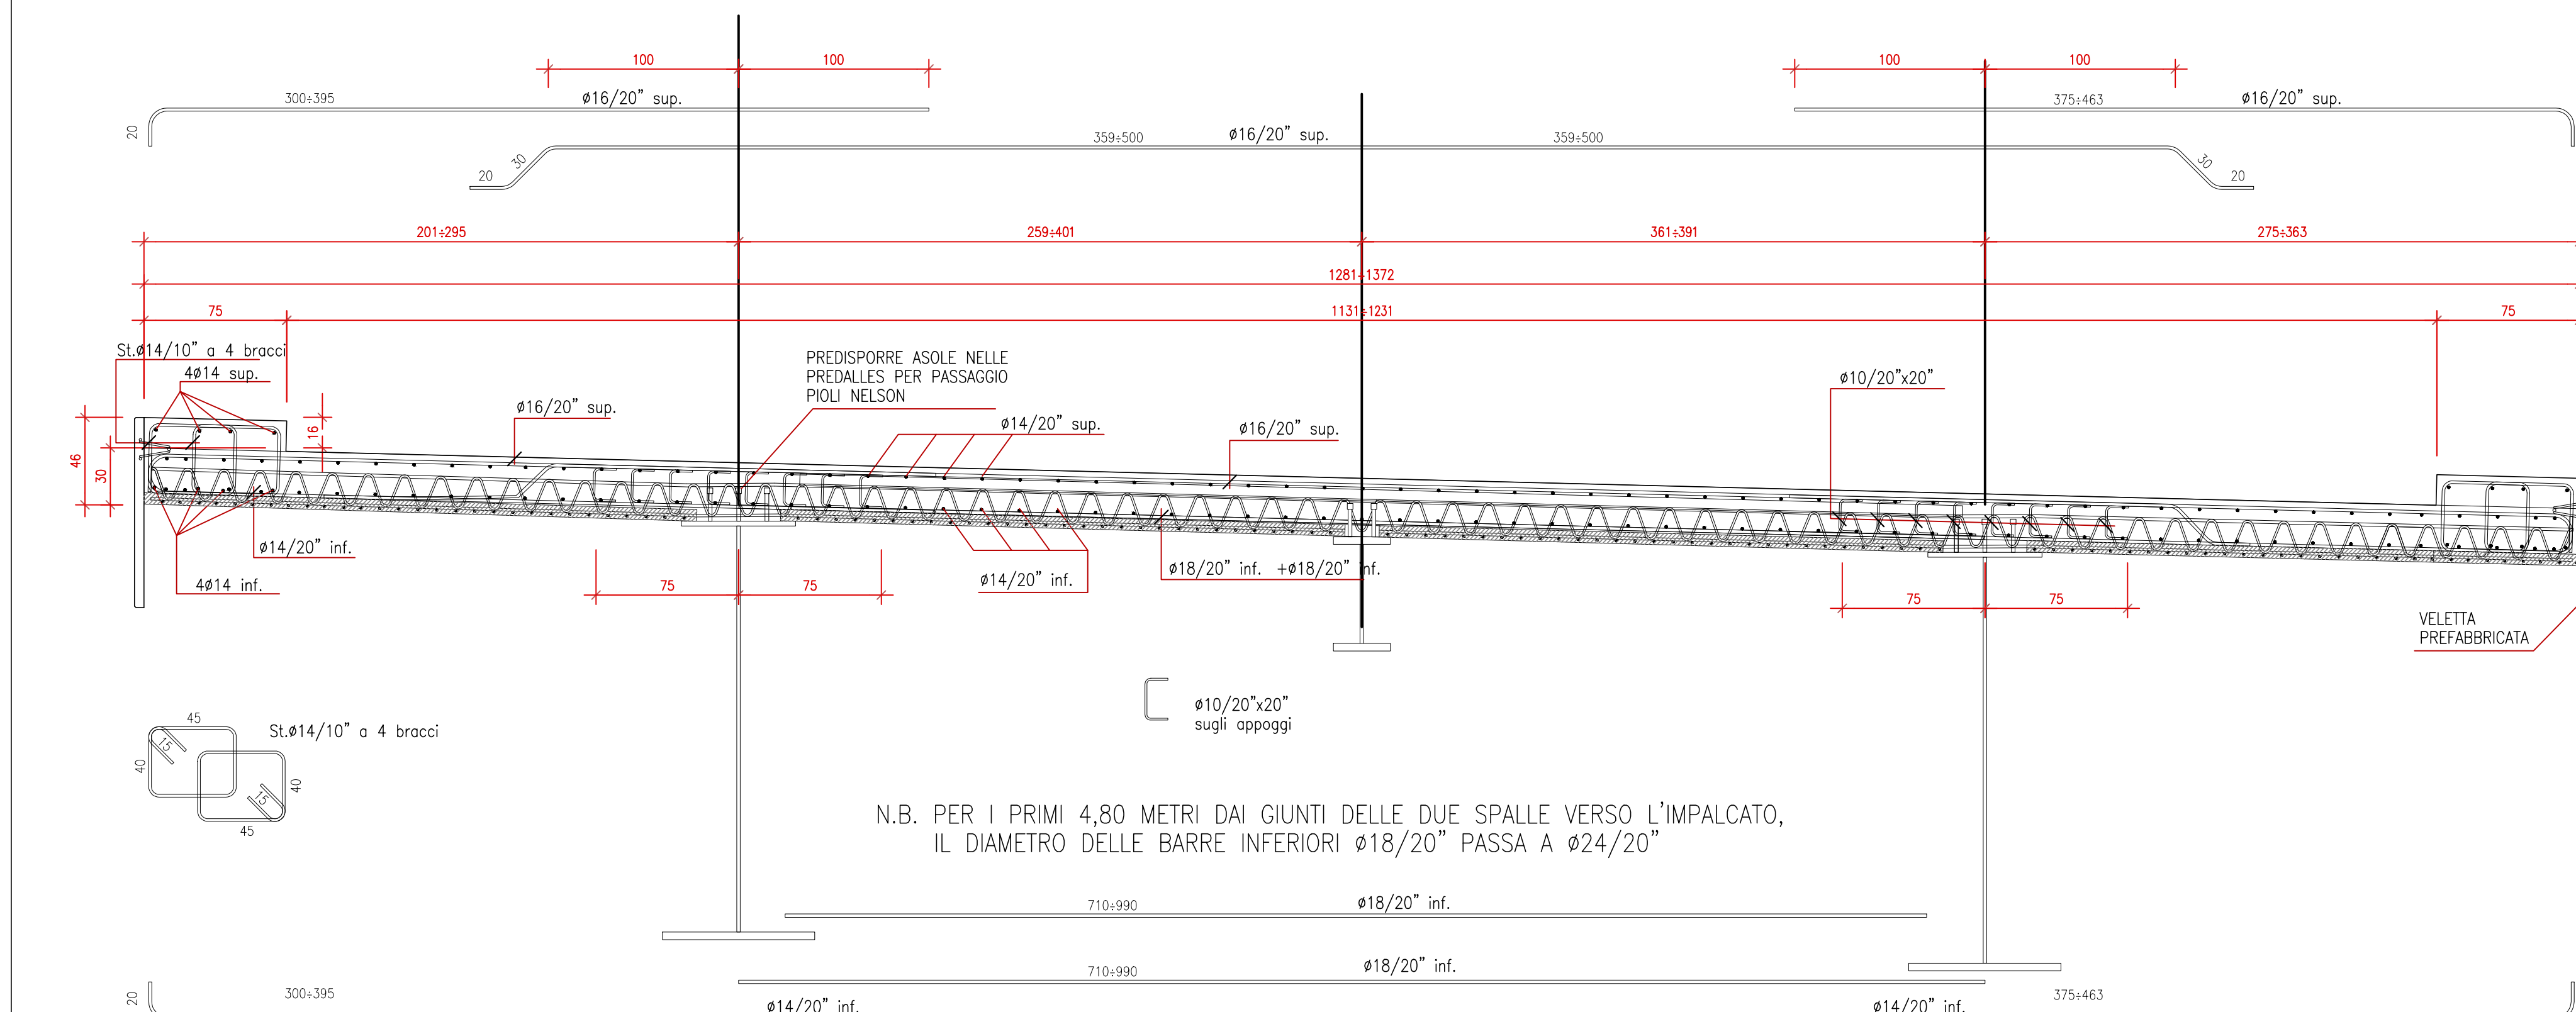 100
100
100
100
300÷395
ø16/20" sup.
375÷463
ø16/20" sup.
20
359÷500
ø16/20" sup.
359÷500
30
20
30
20
201÷295
259÷401
361÷391
275÷363
1281÷1372
75
1131÷1231
75
St.ø14/10" a 4 bracci
4ø14 sup.
PREDISPORRE ASOLE NELLE
PREDALLES PER PASSAGGIO
PIOLI NELSON
ø10/20"x20"
ø16/20" sup.
ø14/20" sup.
ø16/20" sup.
16
46
30
ø14/20" inf.
4ø14 inf.
75
75
ø14/20" inf.
ø18/20" inf. +ø18/20" inf.
75
75
VELETTA
PREFABBRICATA
ø10/20"x20"
sugli appoggi
45
St.ø14/10" a 4 bracci
15
40
40
15
45
N.B. PER I PRIMI 4,80 METRI DAI GIUNTI DELLE DUE SPALLE VERSO L'IMPALCATO,
IL DIAMETRO DELLE BARRE INFERIORI ø18/20" PASSA A ø24/20"
710÷990
ø18/20" inf.
710÷990
ø18/20" inf.
20
300÷395
375÷463
ø14/20" inf.
ø14/20" inf.